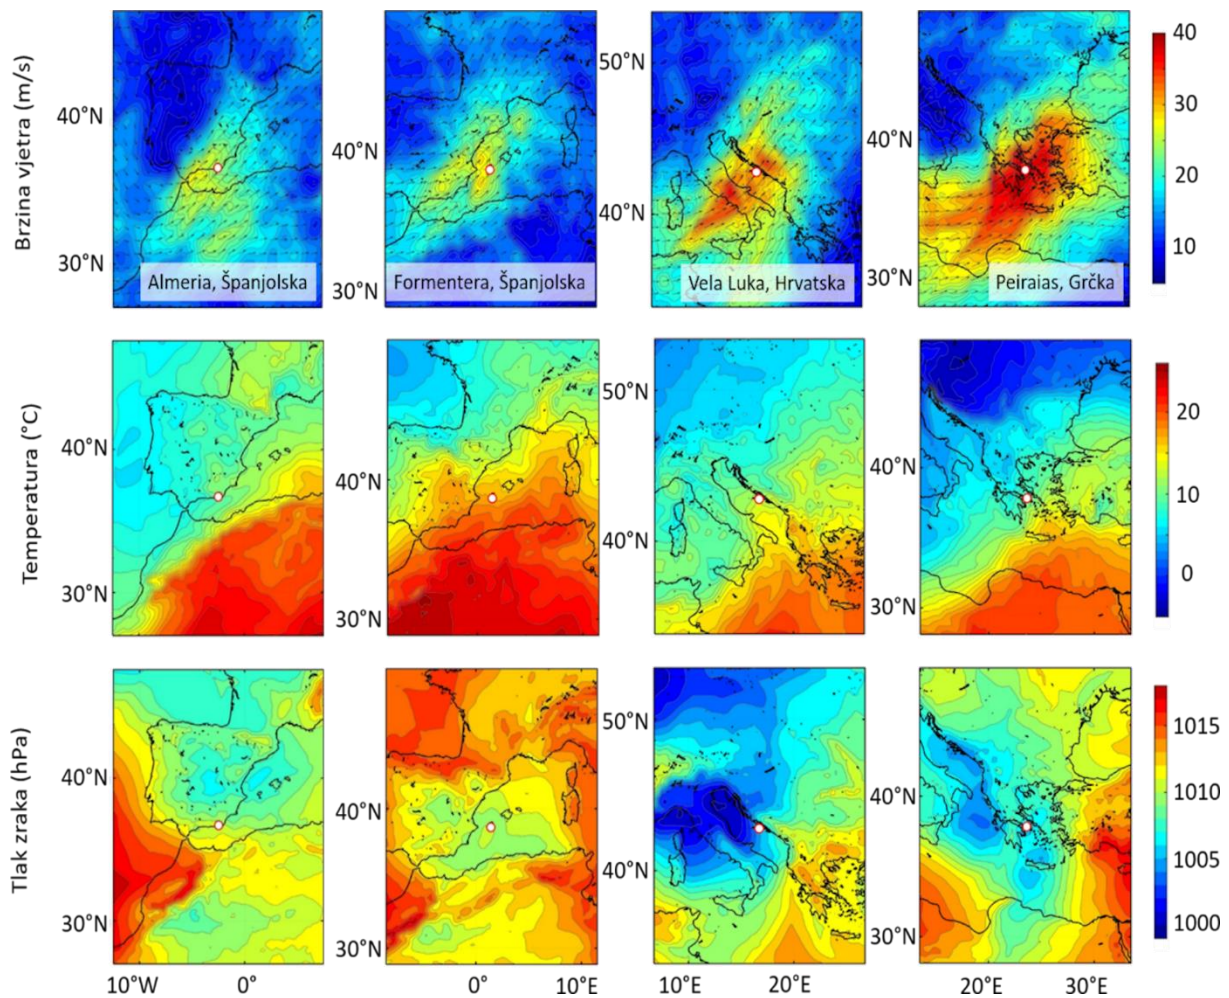 Brzina vjetra (m/s)
40°N
30°N
Almeria, Španjolska
40°N
30°N
Formentera, Španjolska
50°N
40°N
Vela Luka, Hrvatska
40°N
30°N
Peiraias, Grčka
40
30
20
10
Temperatura (°C)
40°N
30°N
40°N
30°N
50°N
40°N
40°N
30°N
20
10
0
Tlak zraka (hPa)
40°N
30°N
40°N
30°N
50°N
40°N
40°N
30°N
1015
1010
1005
1000
10°W 0° 0° 10°E 10°E 20°E 20°E 30°E